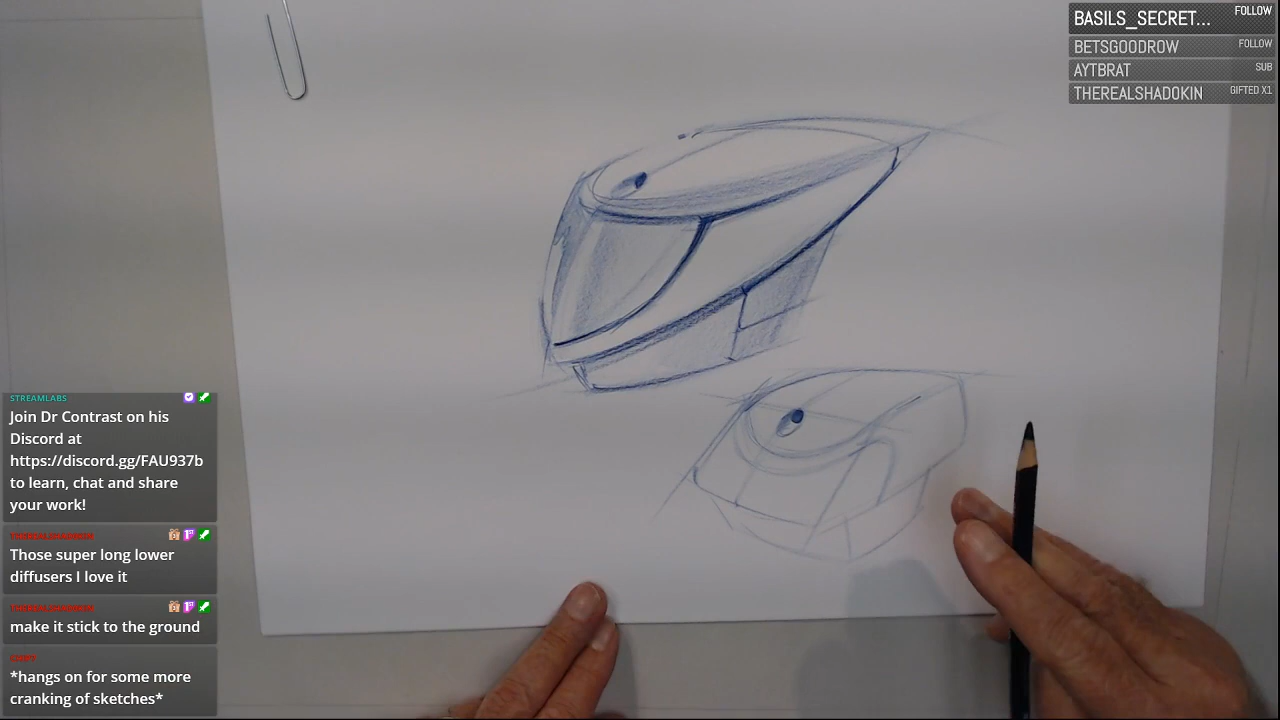 BASILS_SECRET... FOLLOW
BETSGOODROW FOLLOW
AYTBRAT SUB
THEREALSHADOKIN GIFTED X1
STREAMLABS
Join Dr Contrast on his
Discord at
https://discord.gg/FAU937b
to learn, chat and share
your work!
Those super long lower
diffusers I love it
make it stick to the ground
*hangs on for some more
cranking of sketches*